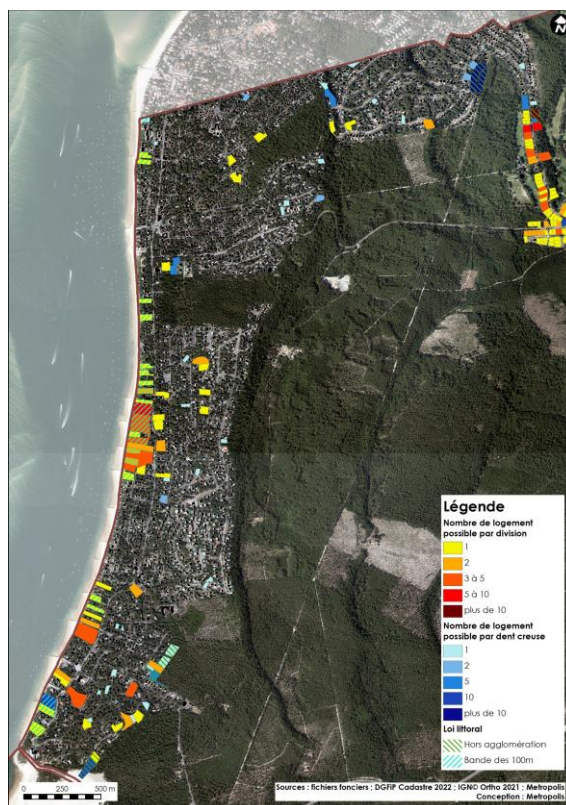 N
Légende
Nombre de logement
possible par division
1
2
3 à 5
5 à 10
plus de 10
Nombre de logement
possible par dent creuse
1
2
5
10
plus de 10
Loi littoral
Hors agglomération
Bande des 100m
0 250 500 m
Sources : fichiers fonciers ; DGFiP Cadastre 2022 ; IGN© Ortho 2021 ; Metropolis
Conception : Metropolis